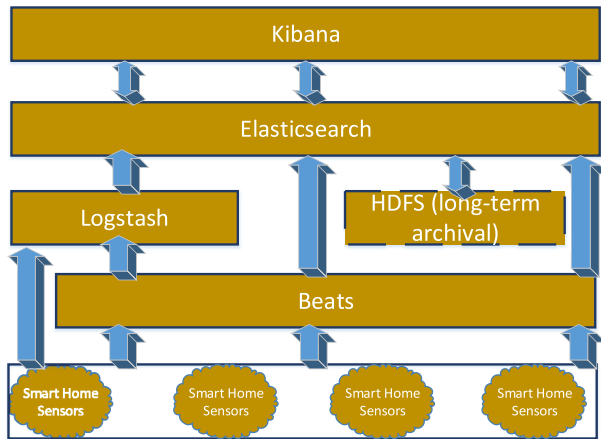 Kibana
Elasticsearch
Logstash
HDFS (long-term
archival)
Beats
Smart Home
Sensors
Smart Home
Sensors
Smart Home
Sensors
Smart Home
Sensors